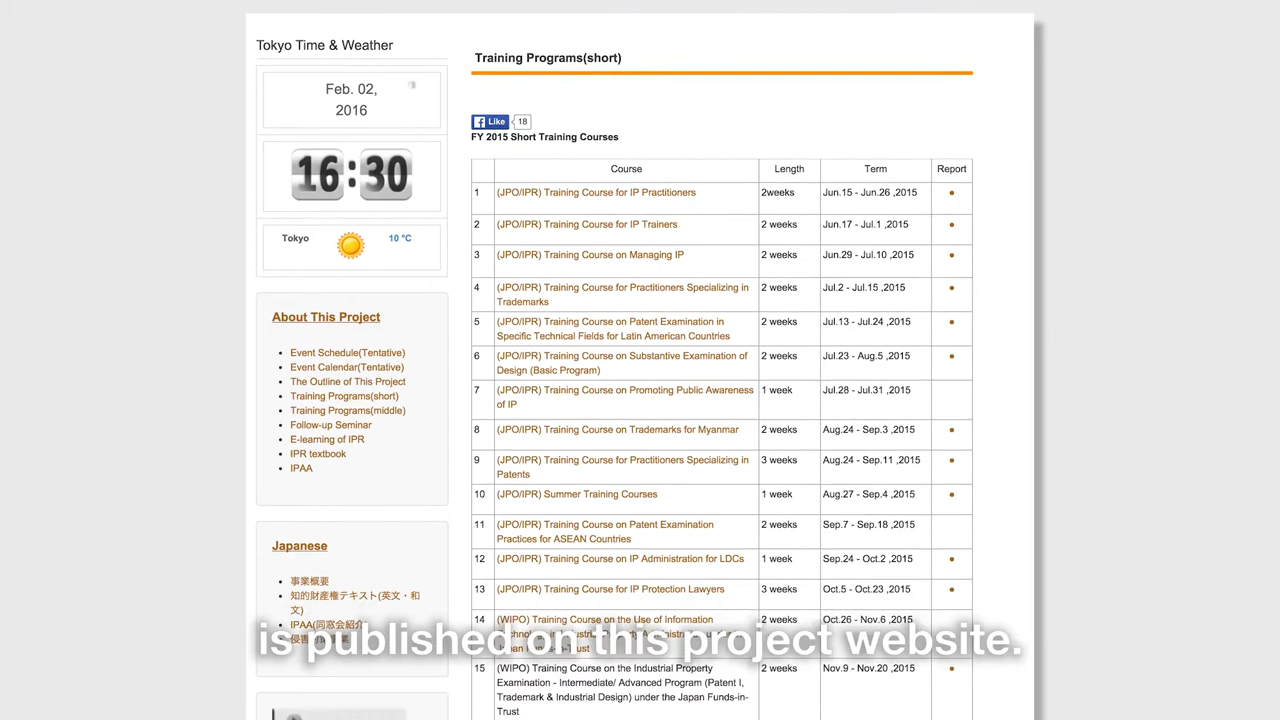 Tokyo Time & Weather
Feb. 02,
2016
16:30
Tokyo 10 °C
About This Project
Event Schedule(Tentative)
Event Calendar(Tentative)
The Outline of This Project
Training Programs(short)
Training Programs(middle)
Follow-up Seminar
E-learning of IPR
IPR textbook
IPAA
Japanese
事業概要
知的財産権テキスト(英文・和
文)
IPAA(同窓会紹介)
Training Programs(short)
Like 18
FY 2015 Short Training Courses
Course Length Term Report
1 (JPO/IPR) Training Course for IP Practitioners 2weeks Jun.15 - Jun.26 ,2015 ●
2 (JPO/IPR) Training Course for IP Trainers 2 weeks Jun.17 - Jul.1 ,2015 ●
3 (JPO/IPR) Training Course on Managing IP 2 weeks Jun.29 - Jul.10 ,2015 ●
4 (JPO/IPR) Training Course for Practitioners Specializing in 2 weeks Jul.2 - Jul.15 ,2015 ●
Trademarks
5 (JPO/IPR) Training Course on Patent Examination in 2 weeks Jul.13 - Jul.24 ,2015 ●
Specific Technical Fields for Latin American Countries
6 (JPO/IPR) Training Course on Substantive Examination of 2 weeks Jul.23 - Aug.5 ,2015 ●
Design (Basic Program)
7 (JPO/IPR) Training Course on Promoting Public Awareness 1 week Jul.28 - Jul.31 ,2015
of IP
8 (JPO/IPR) Training Course on Trademarks for Myanmar 2 weeks Aug.24 - Sep.3 ,2015 ●
9 (JPO/IPR) Training Course for Practitioners Specializing in 3 weeks Aug.24 - Sep.11 ,2015 ●
Patents
10 (JPO/IPR) Summer Training Courses 1 week Aug.27 - Sep.4 ,2015 ●
11 (JPO/IPR) Training Course on Patent Examination 2 weeks Sep.7 - Sep.18 ,2015
Practices for ASEAN Countries
12 (JPO/IPR) Training Course on IP Administration for LDCs 1 week Sep.24 - Oct.2 ,2015 ●
13 (JPO/IPR) Training Course for IP Protection Lawyers 3 weeks Oct.5 - Oct.23 ,2015 ●
14 (WIPO) Training Course on the Use of Information 2 weeks Oct.26 - Nov.6 ,2015 ●
15 (WIPO) Training Course on the Industrial Property 2 weeks Nov.9 - Nov.20 ,2015 ●
Examination - Intermediate/ Advanced Program (Patent I,
Trademark & Industrial Design) under the Japan Funds-in-
Trust
is published on this project website.